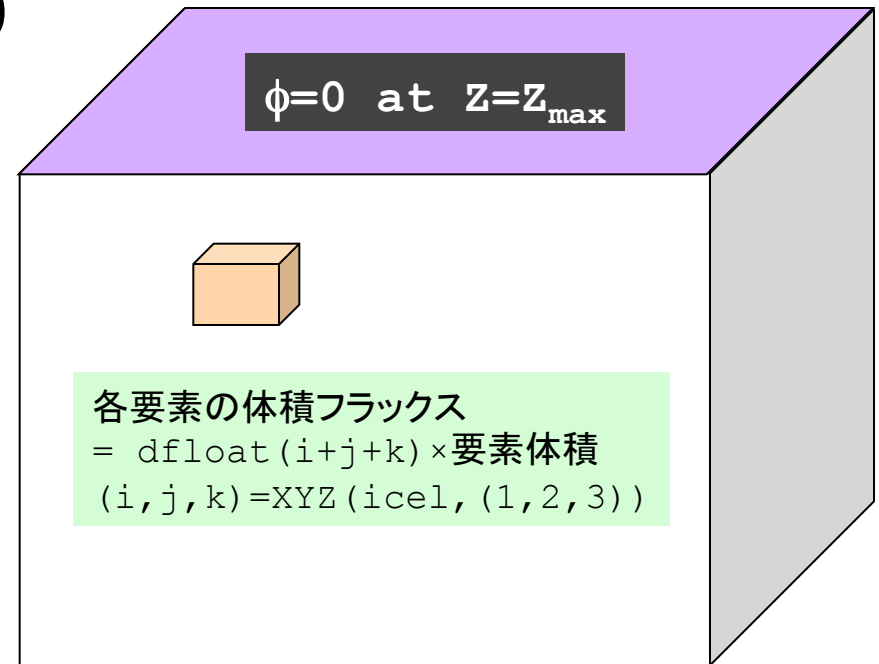 )
ϕ=0 at Z=Zmax
各要素の体積フラックス
= dfloat(i+j+k)×要素体積
(i,j,k)=XYZ(icel,(1,2,3))